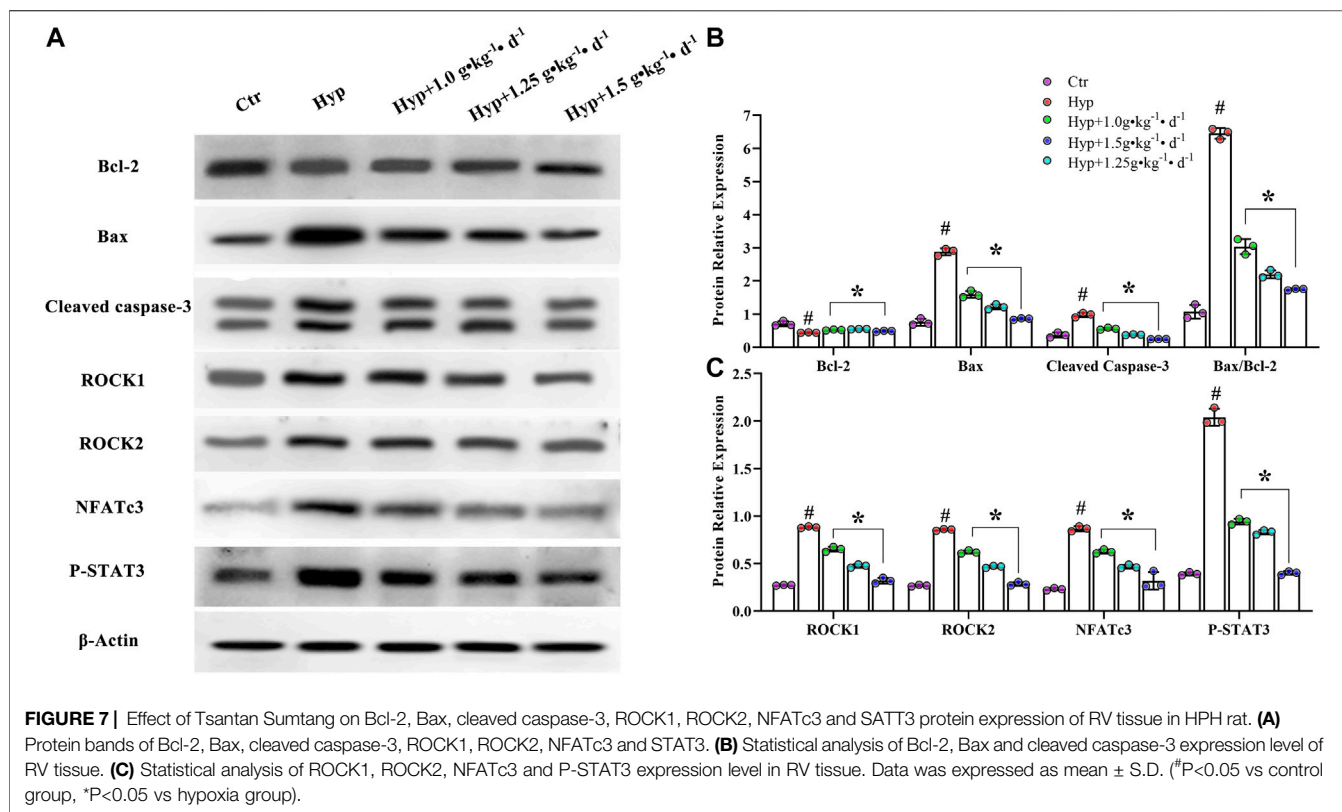 A
Ctr
Hyp
Hyp+1.0 g•kg⁻¹• d⁻¹
Hyp+1.25 g•kg⁻¹• d⁻¹
Hyp+1.5 g•kg⁻¹• d⁻¹
Bcl-2
Bax
Cleaved caspase-3
ROCK1
ROCK2
NFATc3
P-STAT3
β-Actin
B
Protein Relative Expression
7
6
5
4
3
2
1
0
Ctr
Hyp
Hyp+1.0g•kg⁻¹• d⁻¹
Hyp+1.5g•kg⁻¹• d⁻¹
Hyp+1.25g•kg⁻¹• d⁻¹
# * # * # * # *
Bcl-2 Bax Cleaved Caspase-3 Bax/Bcl-2
C
Protein Relative Expression
2.5
2.0
1.5
1.0
0.5
0.0
# * # * # * # *
ROCK1 ROCK2 NFATc3 P-STAT3
FIGURE 7 | Effect of Tsantan Sumtang on Bcl-2, Bax, cleaved caspase-3, ROCK1, ROCK2, NFATc3 and SATT3 protein expression of RV tissue in HPH rat. (A)
Protein bands of Bcl-2, Bax, cleaved caspase-3, ROCK1, ROCK2, NFATc3 and STAT3. (B) Statistical analysis of Bcl-2, Bax and cleaved caspase-3 expression level of
RV tissue. (C) Statistical analysis of ROCK1, ROCK2, NFATc3 and P-STAT3 expression level in RV tissue. Data was expressed as mean ± S.D. (#P<0.05 vs control
group, *P<0.05 vs hypoxia group).